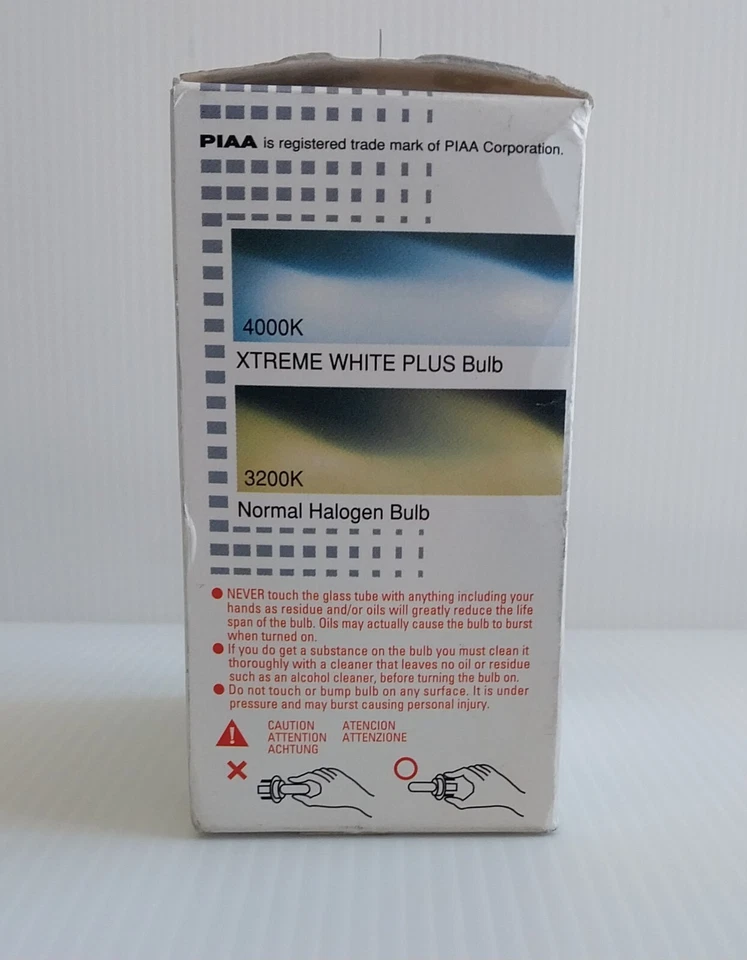 PIAA is registered trade mark of PIAA Corporation.
4000K
XTREME WHITE PLUS Bulb
3200K
Normal Halogen Bulb
● NEVER touch the glass tube with anything including your
hands as residue and/or oils will greatly reduce the life
span of the bulb. Oils may actually cause the bulb to burst
when turned on.
● If you do get a substance on the bulb you must clean it
thoroughly with a cleaner that leaves no oil or residue
such as an alcohol cleaner, before turning the bulb on.
● Do not touch or bump bulb on any surface. It is under
pressure and may burst causing personal injury.
CAUTION ATENCION
ATTENTION ATTENZIONE
ACHTUNG